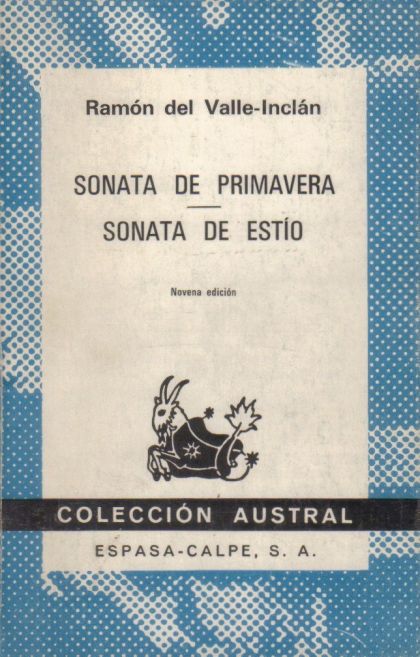 Ramón del Valle-Inclán
SONATA DE PRIMAVERA
SONATA DE ESTÍO
Novena edición
COLECCIÓN AUSTRAL
ESPASA-CALPE, S. A.